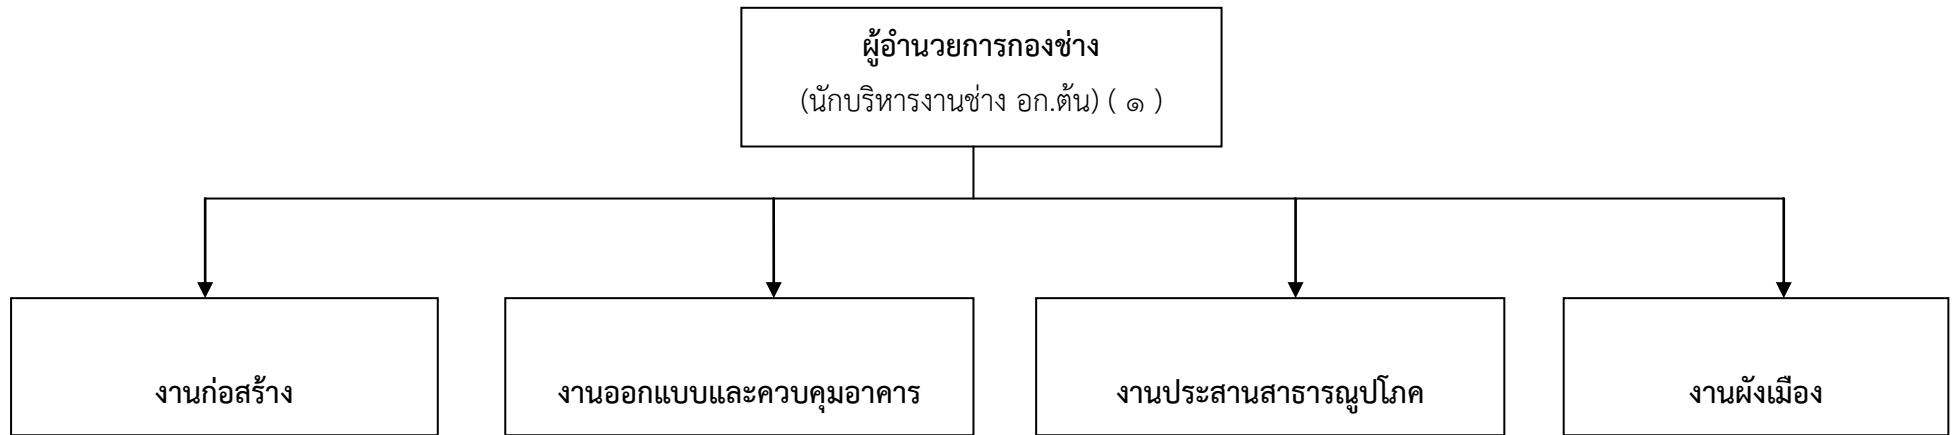 ผู้อำนวยการกองช่าง
(นักบริหารงานช่าง อก.ต้น) ( ๑ )
งานก่อสร้าง
งานออกแบบและควบคุมอาคาร
งานประสานสาธารณูปโภค
งานผังเมือง